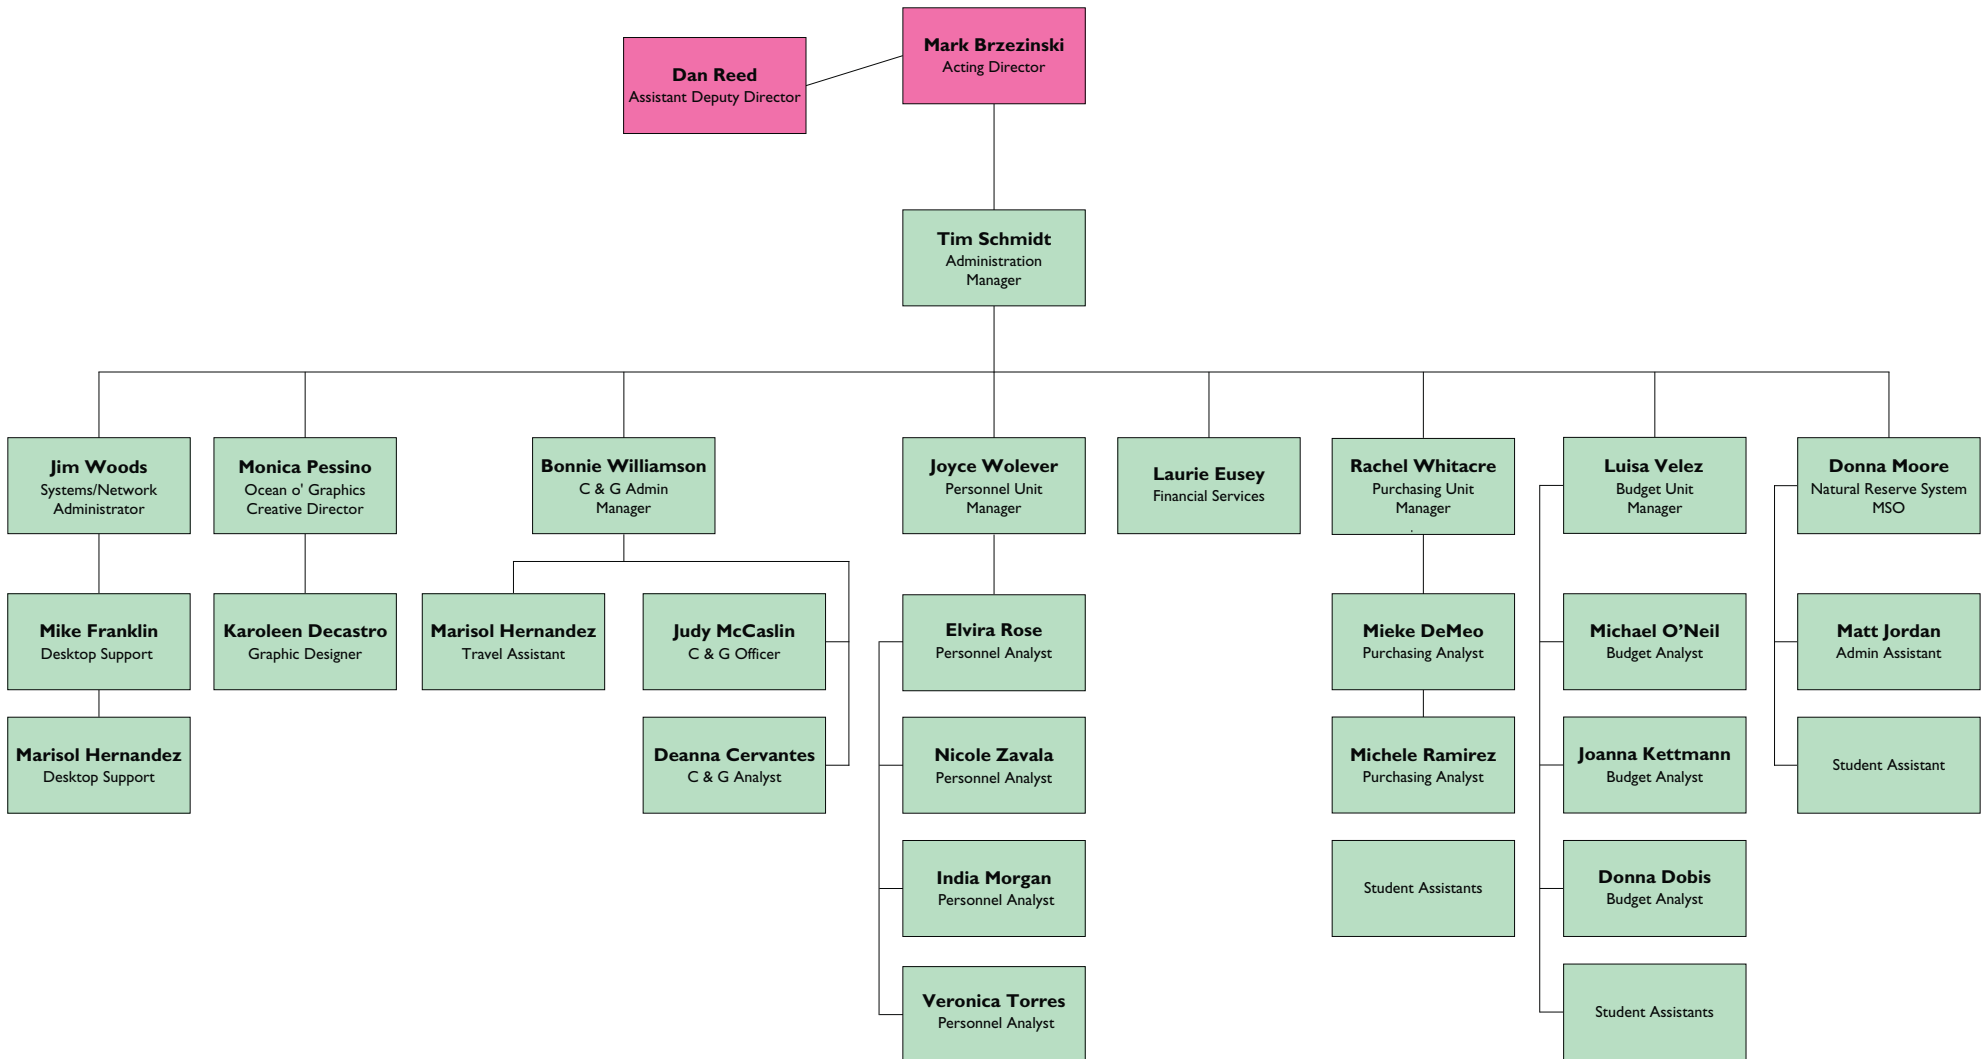 Mark Brzezinski
Acting Director
Dan Reed
Assistant Deputy Director
Tim Schmidt
Administration
Manager
Jim Woods
Systems/Network
Administrator
Monica Pessino
Ocean o' Graphics
Creative Director
Bonnie Williamson
C & G Admin
Manager
Joyce Wolever
Personnel Unit
Manager
Laurie Eusey
Financial Services
Rachel Whitacre
Purchasing Unit
Manager
.
Luisa Velez
Budget Unit
Manager
Donna Moore
Natural Reserve System
MSO
Mike Franklin
Desktop Support
Karoleen Decastro
Graphic Designer
Marisol Hernandez
Travel Assistant
Judy McCaslin
C & G Officer
Elvira Rose
Personnel Analyst
Mieke DeMeo
Purchasing Analyst
Michael O’Neil
Budget Analyst
Matt Jordan
Admin Assistant
Marisol Hernandez
Desktop Support
Deanna Cervantes
C & G Analyst
Nicole Zavala
Personnel Analyst
Michele Ramirez
Purchasing Analyst
Joanna Kettmann
Budget Analyst
Student Assistant
India Morgan
Personnel Analyst
Student Assistants
Donna Dobis
Budget Analyst
Veronica Torres
Personnel Analyst
Student Assistants